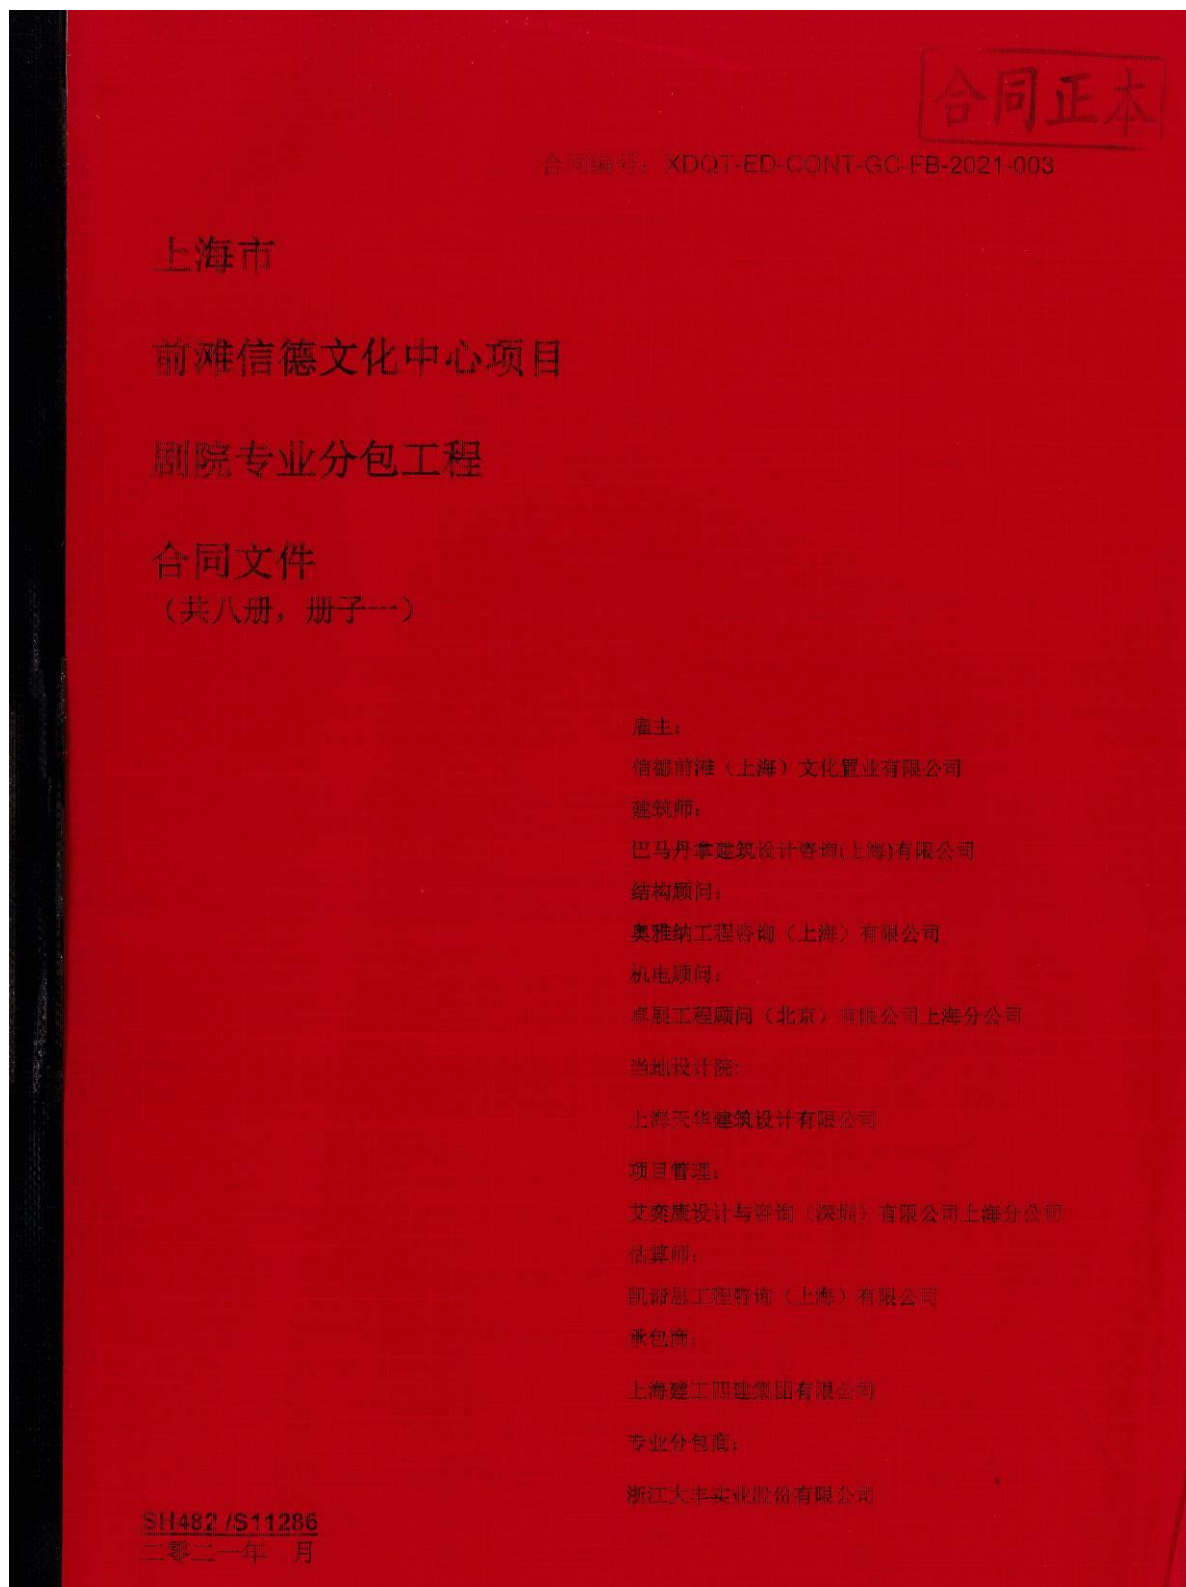 合同正本
合同编号：XDQT-ED-CONT-GC-FB-2021-003
上海市
前滩信德文化中心项目
剧院专业分包工程
合同文件
（共八册，册子一）
雇主：
信德前滩（上海）文化置业有限公司
建筑师：
巴马丹拿建筑设计咨询(上海)有限公司
结构顾问：
奥雅纳工程咨询（上海）有限公司
机电顾问：
卓展工程顾问（北京）有限公司上海分公司
当地设计院:
上海天华建筑设计有限公司
项目管理：
艾奕康设计与咨询（深圳）有限公司上海分公司
估算师：
凯谛思工程咨询（上海）有限公司
承包商：
上海建工四建集团有限公司
专业分包商：
浙江大丰实业股份有限公司
SH482 /S11286
二零二一年 月